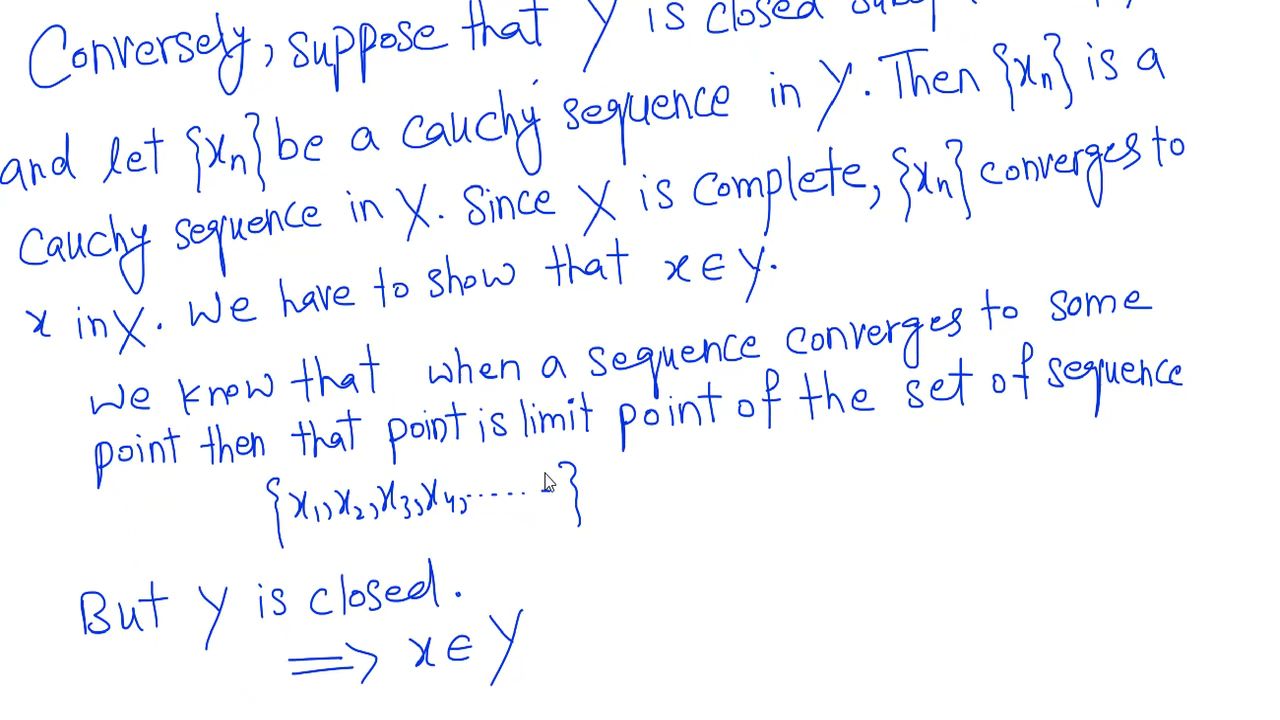 Conversely, suppose that Y is closed
and let {xn} be a cauchy sequence in Y. Then {xn} is a
Cauchy sequence in X. Since X is complete, {xn} converges to
x in X. We have to show that x ∈ Y.
We know that when a sequence converges to some
point then that point is limit point of the set of sequence
{x1, x2, x3, x4, ....... }
But Y is closed.
⟹ x ∈ Y